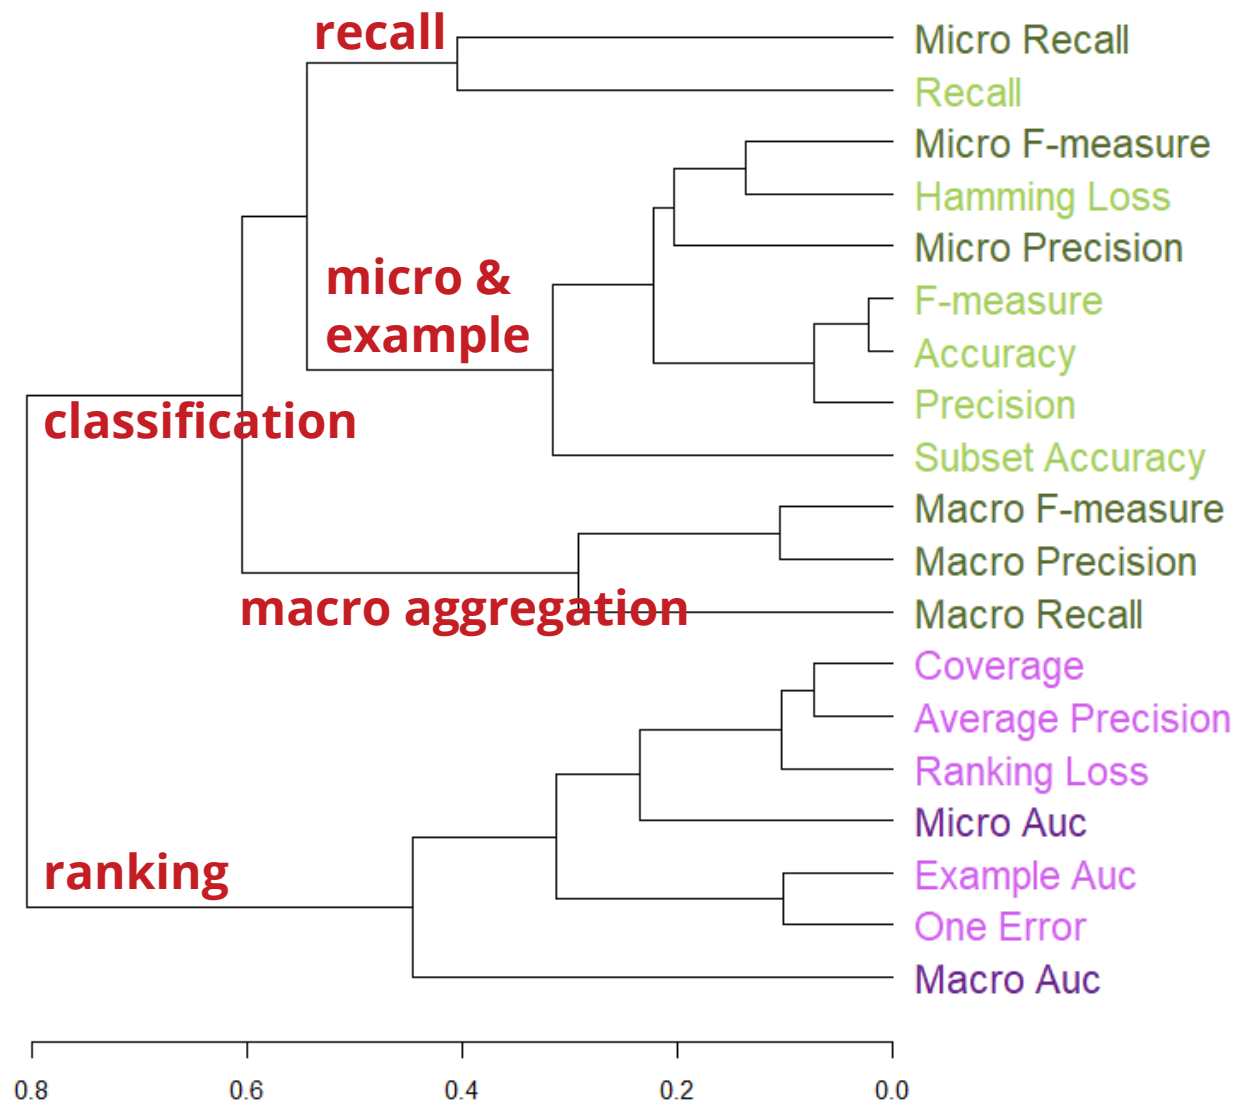 recall
Micro Recall
Recall
Micro F-measure
Hamming Loss
Micro Precision
micro &
example
F-measure
Accuracy
Precision
classification
Subset Accuracy
Macro F-measure
Macro Precision
macro aggregation
Macro Recall
Coverage
Average Precision
Ranking Loss
Micro Auc
ranking
Example Auc
One Error
Macro Auc
0.8 0.6 0.4 0.2 0.0